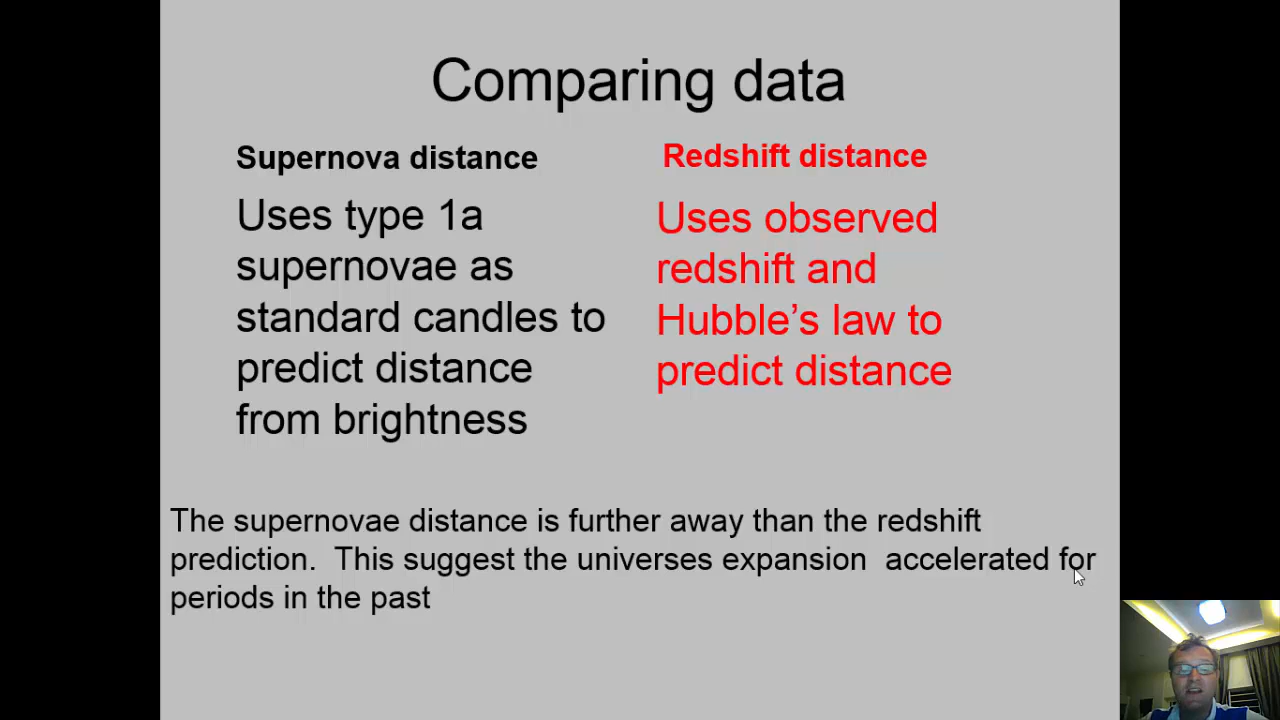 Comparing data
Supernova distance
Uses type 1a
supernovae as
standard candles to
predict distance
from brightness
Redshift distance
Uses observed
redshift and
Hubble’s law to
predict distance
The supernovae distance is further away than the redshift
prediction.  This suggest the universes expansion  accelerated for
periods in the past